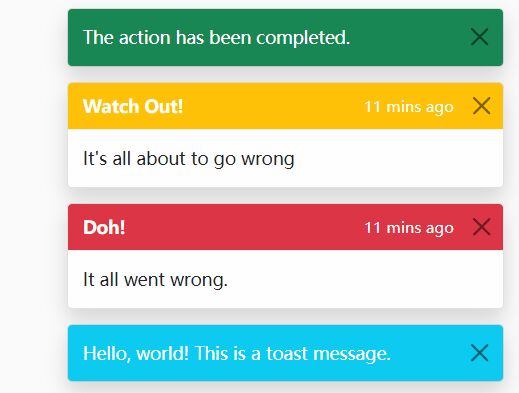 The action has been completed.
Watch Out! 11 mins ago
It's all about to go wrong
Doh! 11 mins ago
It all went wrong.
Hello, world! This is a toast message.